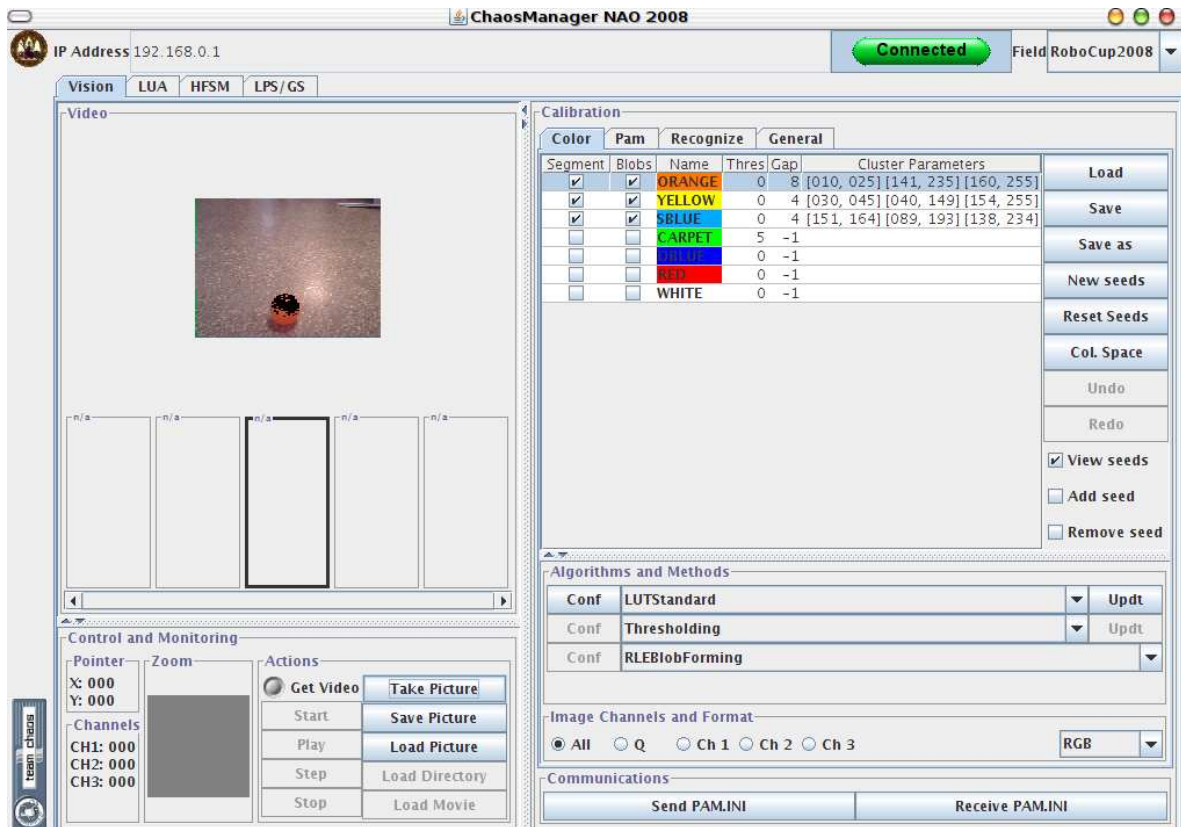 ChaosManager NAO 2008
IP Address 192.168.0.1
Connected
Field RoboCup2008
Vision LUA HFSM LPS/GS
Video
n/a n/a n/a n/a n/a
Control and Monitoring
Pointer
X: 000
Y: 000
Channels
CH1: 000
CH2: 000
CH3: 000
Zoom
Actions
Get Video Take Picture
Start Save Picture
Play Load Picture
Step Load Directory
Stop Load Movie
team chaos
Calibration
Color Pam Recognize General
Segment Blobs Name Thres Gap Cluster Parameters
ORANGE 0 8 [010, 025] [141, 235] [160, 255]
YELLOW 0 4 [030, 045] [040, 149] [154, 255]
SBLUE 0 4 [151, 164] [089, 193] [138, 234]
CARPET 5 -1
DBLUE 0 -1
RED 0 -1
WHITE 0 -1
Load
Save
Save as
New seeds
Reset Seeds
Col. Space
Undo
Redo
View seeds
Add seed
Remove seed
Algorithms and Methods
Conf LUTStandard Updt
Conf Thresholding Updt
Conf RLEBlobForming
Image Channels and Format
All Q Ch 1 Ch 2 Ch 3 RGB
Communications
Send PAM.INI Receive PAM.INI